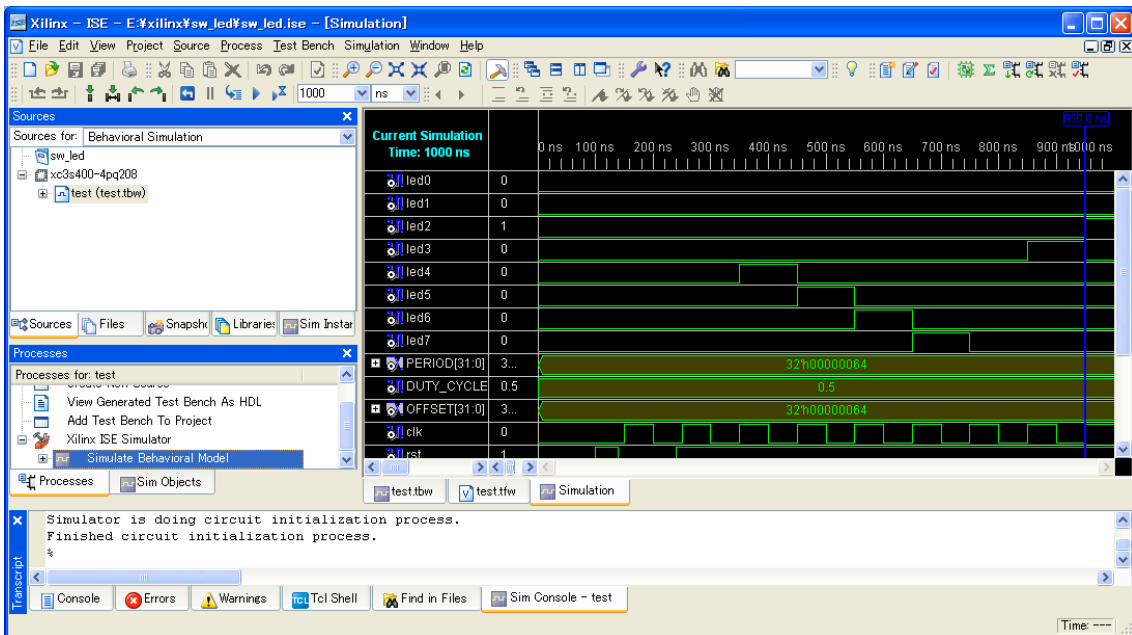 Xilinx - ISE - E:¥xilinx¥sw_led¥sw_led.ise - [Simulation]
File Edit View Project Source Process Test Bench Simulation Window Help
1000 ns
Sources
Sources for: Behavioral Simulation
sw_led
xc3s400-4pq208
test (test.tbw)
Sources Files Snapsho Libraries Sim Instar
Processes
Processes for: test
View Generated Test Bench As HDL
Add Test Bench To Project
Xilinx ISE Simulator
Simulate Behavioral Model
Processes Sim Objects
Current Simulation
Time: 1000 ns
950.0 ns
0 ns 100 ns 200 ns 300 ns 400 ns 500 ns 600 ns 700 ns 800 ns 900 ns
led0 0
led1 0
led2 1
led3 0
led4 0
led5 0
led6 0
led7 0
PERIOD[31:0] 3... 32'h00000064
DUTY_CYCLE 0.5 0.5
OFFSET[31:0] 3... 32'h00000064
clk 0
rst 1
test.tbw test.tfw Simulation
Transcript
Simulator is doing circuit initialization process.
Finished circuit initialization process.
%
Console Errors Warnings Tcl Shell Find in Files Sim Console - test
Time: ---